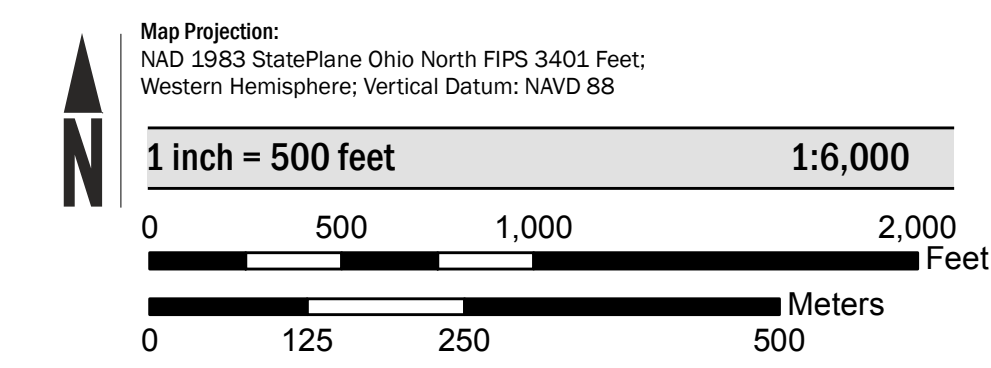 Map Projection:
NAD 1983 StatePlane Ohio North FIPS 3401 Feet;
Western Hemisphere; Vertical Datum: NAVD 88
N
1 inch = 500 feet 1:6,000
0 500 1,000 2,000
Feet
Meters
0 125 250 500